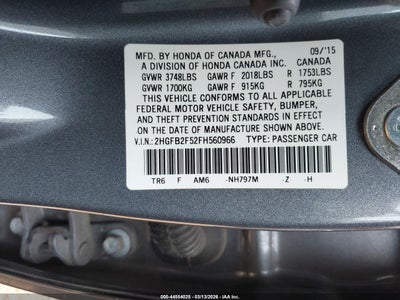 MFD. BY HONDA OF CANADA MFG., 09/'15
A DIVISION OF HONDA CANADA INC. CANADA
GVWR 3748LBS GAWR F 2018LBS R 1753LBS
GVWR 1700KG GAWR F 915KG R 795KG
THIS VEHICLE CONFORMS TO ALL APPLICABLE
FEDERAL MOTOR VEHICLE SAFETY, BUMPER,
AND THEFT PREVENTION STANDARDS IN EFFECT
ON THE DATE OF MANUFACTURE SHOWN ABOVE.
V.I.N.: 2HGFB2F52FH560966 TYPE: PASSENGER CAR
TR6 F AM6 -NH797M -Z -H
00 - 44554025 - 03/13/2026 - IAA Inc.